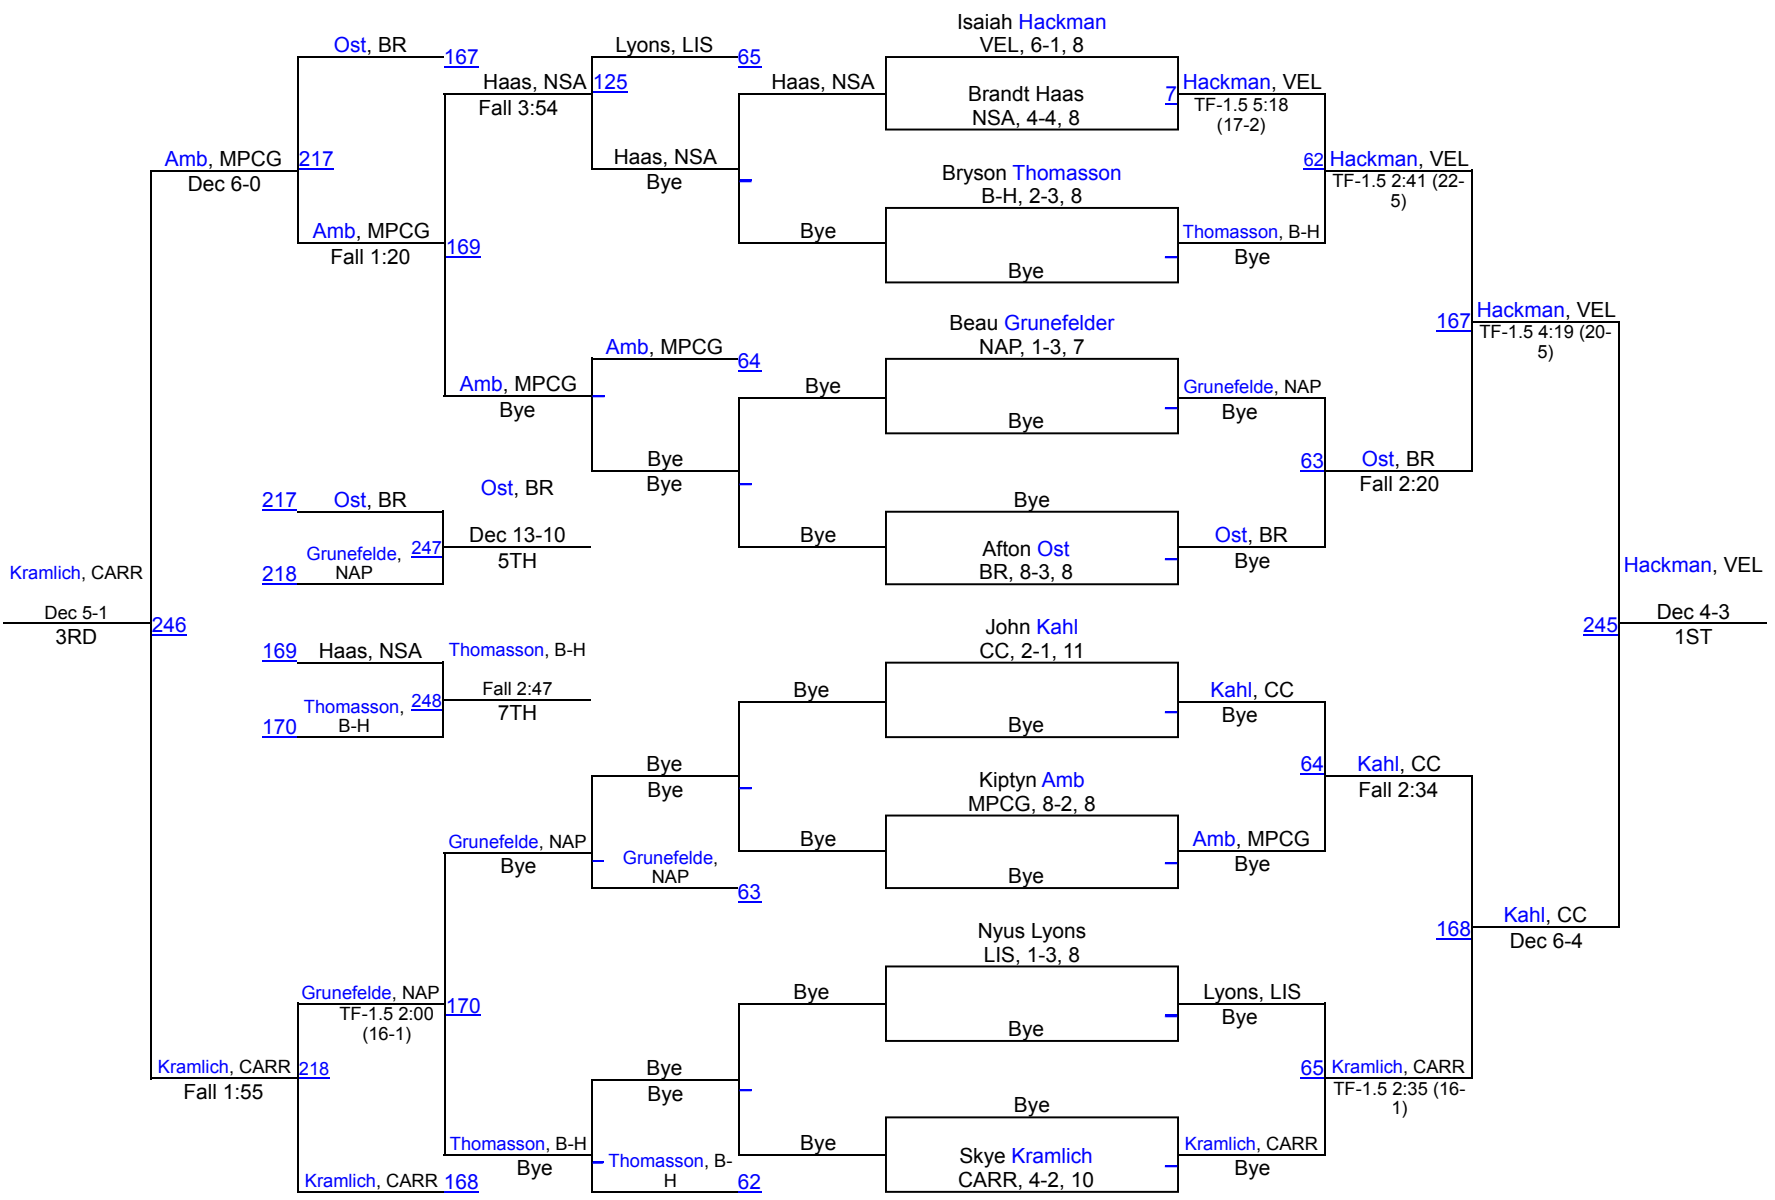 Isaiah Hackman
VEL, 6-1, 8
Ost, BR
167
Lyons, LIS
65
Haas, NSA
125
Fall 3:54
Haas, NSA
Brandt Haas
NSA, 4-4, 8
7
Hackman, VEL
TF-1.5 5:18
(17-2)
Amb, MPCG
217
Dec 6-0
Haas, NSA
Bye
Bryson Thomasson
B-H, 2-3, 8
62
Hackman, VEL
TF-1.5 2:41 (22-
5)
Amb, MPCG
169
Fall 1:20
Bye
Bye
Thomasson, B-H
Bye
Beau Grunefelder
NAP, 1-3, 7
167
Hackman, VEL
TF-1.5 4:19 (20-
5)
Amb, MPCG
64
Amb, MPCG
Bye
Bye
Bye
Grunefelde, NAP
Bye
Bye
Bye
63
Ost, BR
Fall 2:20
217
Ost, BR
Ost, BR
Bye
Grunefelde,
NAP
247
218
Dec 13-10
5TH
Bye
Afton Ost
BR, 8-3, 8
Ost, BR
Bye
Kramlich, CARR
Dec 5-1
3RD
246
Hackman, VEL
245
Dec 4-3
1ST
169
Haas, NSA
Thomasson, B-H
Thomasson,
B-H
248
170
Fall 2:47
7TH
John Kahl
CC, 2-1, 11
Bye
Bye
Kahl, CC
Bye
Bye
Bye
Kiptyn Amb
MPCG, 8-2, 8
64
Kahl, CC
Fall 2:34
Grunefelde, NAP
Bye
Grunefelde,
NAP
63
Bye
Bye
Amb, MPCG
Bye
168
Kahl, CC
Dec 6-4
Nyus Lyons
LIS, 1-3, 8
Grunefelde, NAP
170
TF-1.5 2:00
(16-1)
Bye
Bye
Lyons, LIS
Bye
Kramlich, CARR
218
Fall 1:55
Bye
Bye
65
Kramlich, CARR
TF-1.5 2:35 (16-
1)
Bye
Thomasson, B-H
Bye
Thomasson, B-
H
62
Bye
Skye Kramlich
CARR, 4-2, 10
Kramlich, CARR
Bye
Kramlich, CARR
168